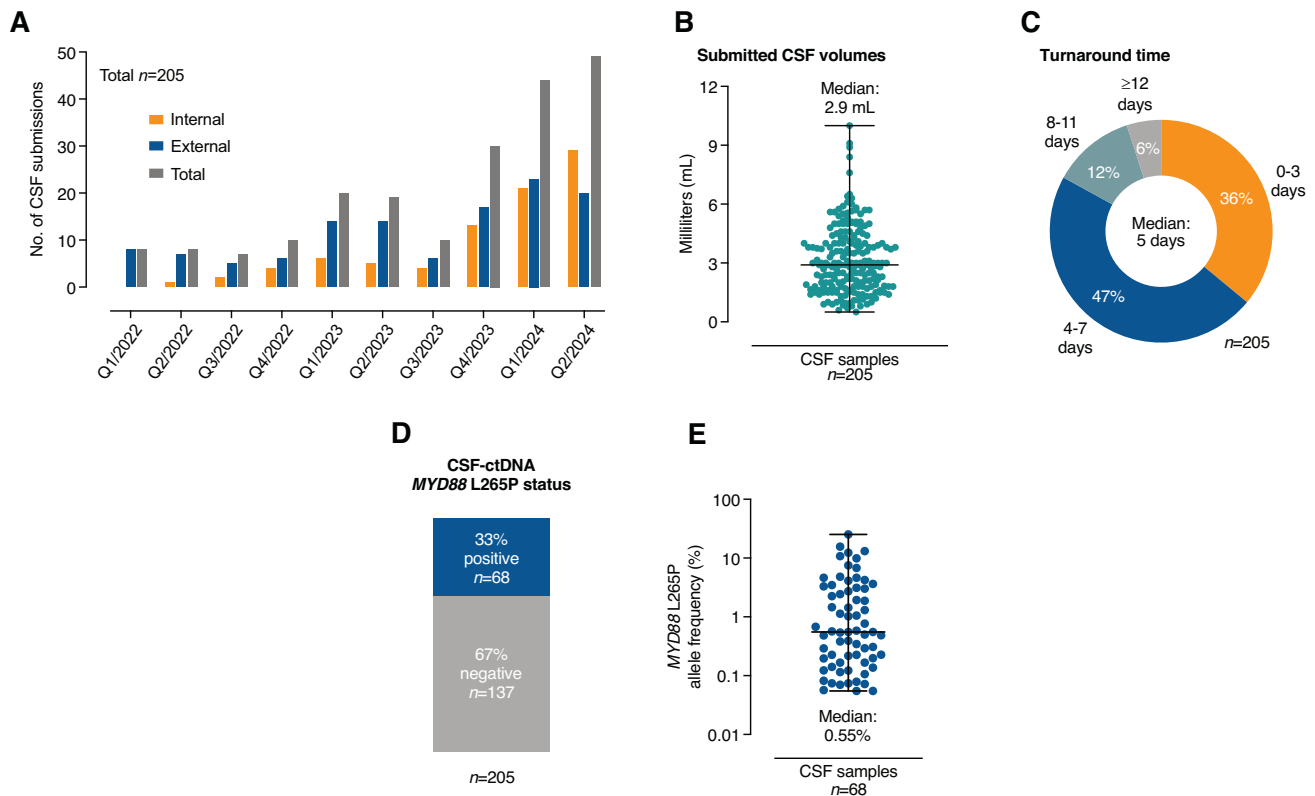 A
No. of CSF submissions
50
40
30
20
10
0
Total n=205
Internal
External
Total
Q1/2022
Q2/2022
Q3/2022
Q4/2022
Q1/2023
Q2/2023
Q3/2023
Q4/2023
Q1/2024
Q2/2024
B
Submitted CSF volumes
Milliliters (mL)
12
9
6
3
0
Median:
2.9 mL
CSF samples
n=205
C
Turnaround time
≥12
days
8-11
days
0-3
days
4-7
days
6%
12%
36%
47%
Median:
5 days
n=205
D
CSF-ctDNA
MYD88 L265P status
33%
positive
n=68
67%
negative
n=137
n=205
E
MYD88 L265P
allele frequency (%)
100
10
1
0.1
0.01
Median:
0.55%
CSF samples
n=68